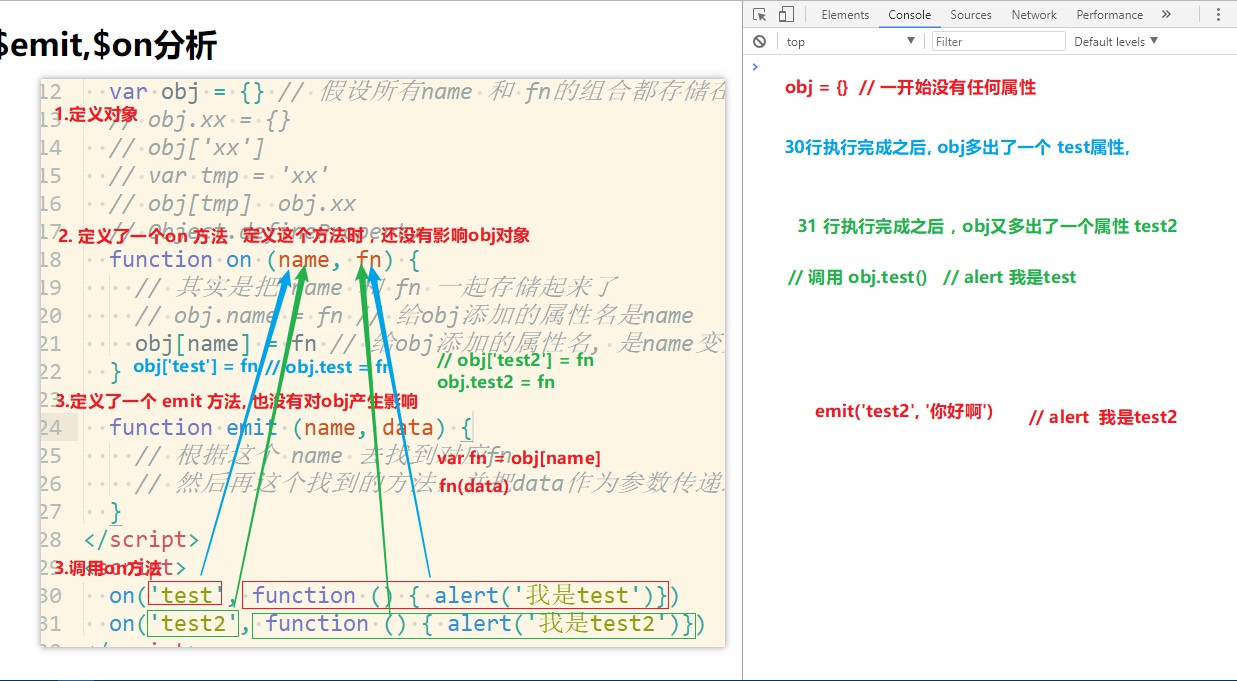 $emit,$on分析
12 var obj = {} // 假设所有name 和 fn的组合都存储在
1.定义对象
13 // obj.xx = {}
14 // obj['xx']
15 // var tmp = 'xx'
16 // obj[tmp] obj.xx
17 // Object.defineProperty
2. 定义了一个on 方法 定义这个方法时 , 还没有影响obj对象
18 function on (name, fn) {
19 // 其实是把 name 和 fn 一起存储起来了
20 // obj.name = fn // 给obj添加的属性名是name
21 obj[name] = fn // 给obj添加的属性名, 是name变
22 }
obj['test'] = fn // obj.test = fn
// obj['test2'] = fn
obj.test2 = fn
23
3.定义了一个 emit 方法, 也没有对obj产生影响
24 function emit (name, data) {
25 // 根据这个 name 去找到对应fn
var fn = obj[name]
26 // 然后再这个找到的方法, 并把data作为参数传递
fn(data)
27 }
28 </script>
29 <script>
3.调用on方法
30 on('test', function () { alert('我是test')})
31 on('test2', function () { alert('我是test2')})
Elements Console Sources Network Performance »
top Filter Default levels
obj = {} // 一开始没有任何属性
30行执行完成之后, obj多出了一个 test属性,
31 行执行完成之后 , obj又多出了一个属性 test2
// 调用 obj.test() // alert 我是test
emit('test2', '你好啊') // alert 我是test2